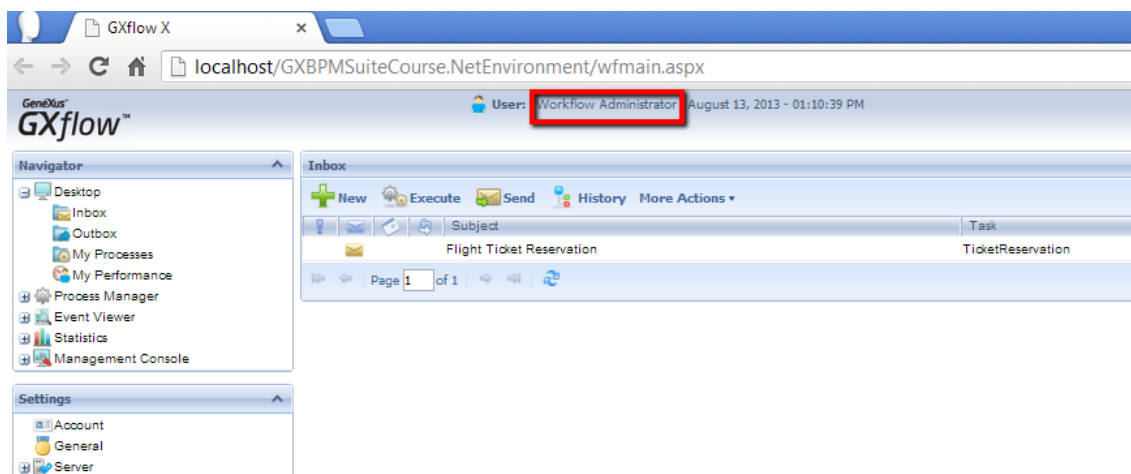 GXflow X
localhost/GXBPMSuiteCourse.NetEnvironment/wfmain.aspx
GeneXus
GXflow™
User: Workflow Administrator August 13, 2013 - 01:10:39 PM
Navigator
Desktop
Inbox
Outbox
My Processes
My Performance
Process Manager
Event Viewer
Statistics
Management Console
Settings
Account
General
Server
Inbox
New Execute Send History More Actions
Subject Task
Flight Ticket Reservation TicketReservation
Page 1 of 1